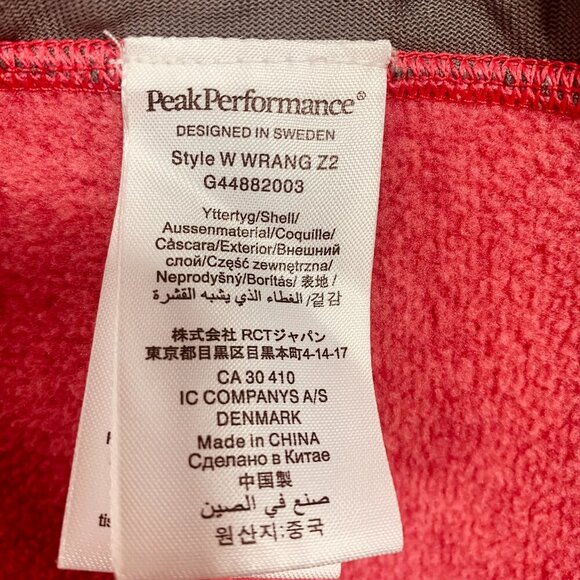 PeakPerformance®
DESIGNED IN SWEDEN
Style W WRANG Z2
G44882003
Yttertyg/Shell/
Aussenmaterial/Coquille/
Cáscara/Exterior/Внешний
слой/Część zewnętrzna/
Neprodyšný/Borítás/ 表地/
الغطاء الذي يشبه القشرة /겉감
株式会社 RCTジャパン
東京都目黒区目黒本町4-14-17
CA 30 410
IC COMPANYS A/S
DENMARK
Made in CHINA
Сделано в Китае
中国製
صنع في الصين
원산지:중국